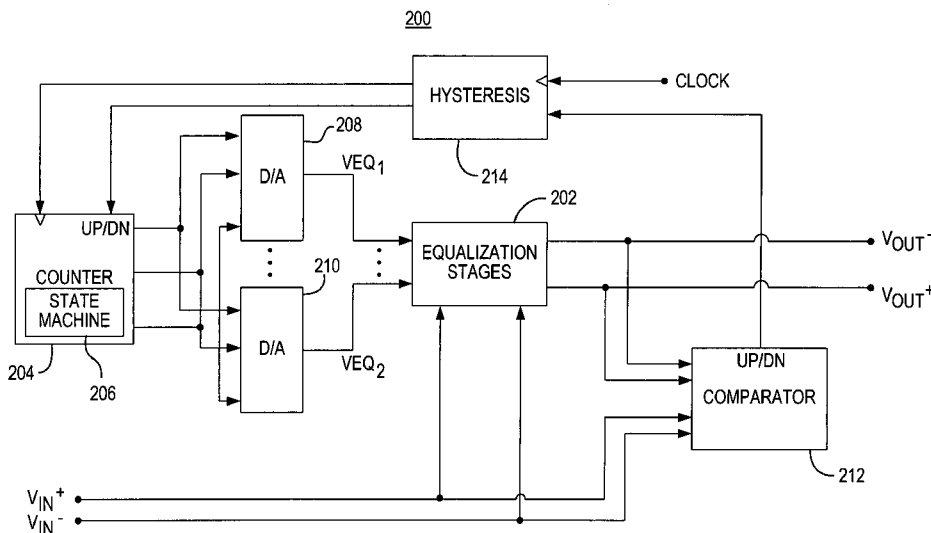 200
HYSTERESIS
CLOCK
214
208
D/A
VEQ1
202
UP/DN
COUNTER
STATE
MACHINE
204
206
210
D/A
VEQ2
EQUALIZATION
STAGES
VOUT-
VOUT+
UP/DN
COMPARATOR
212
VIN+
VIN-